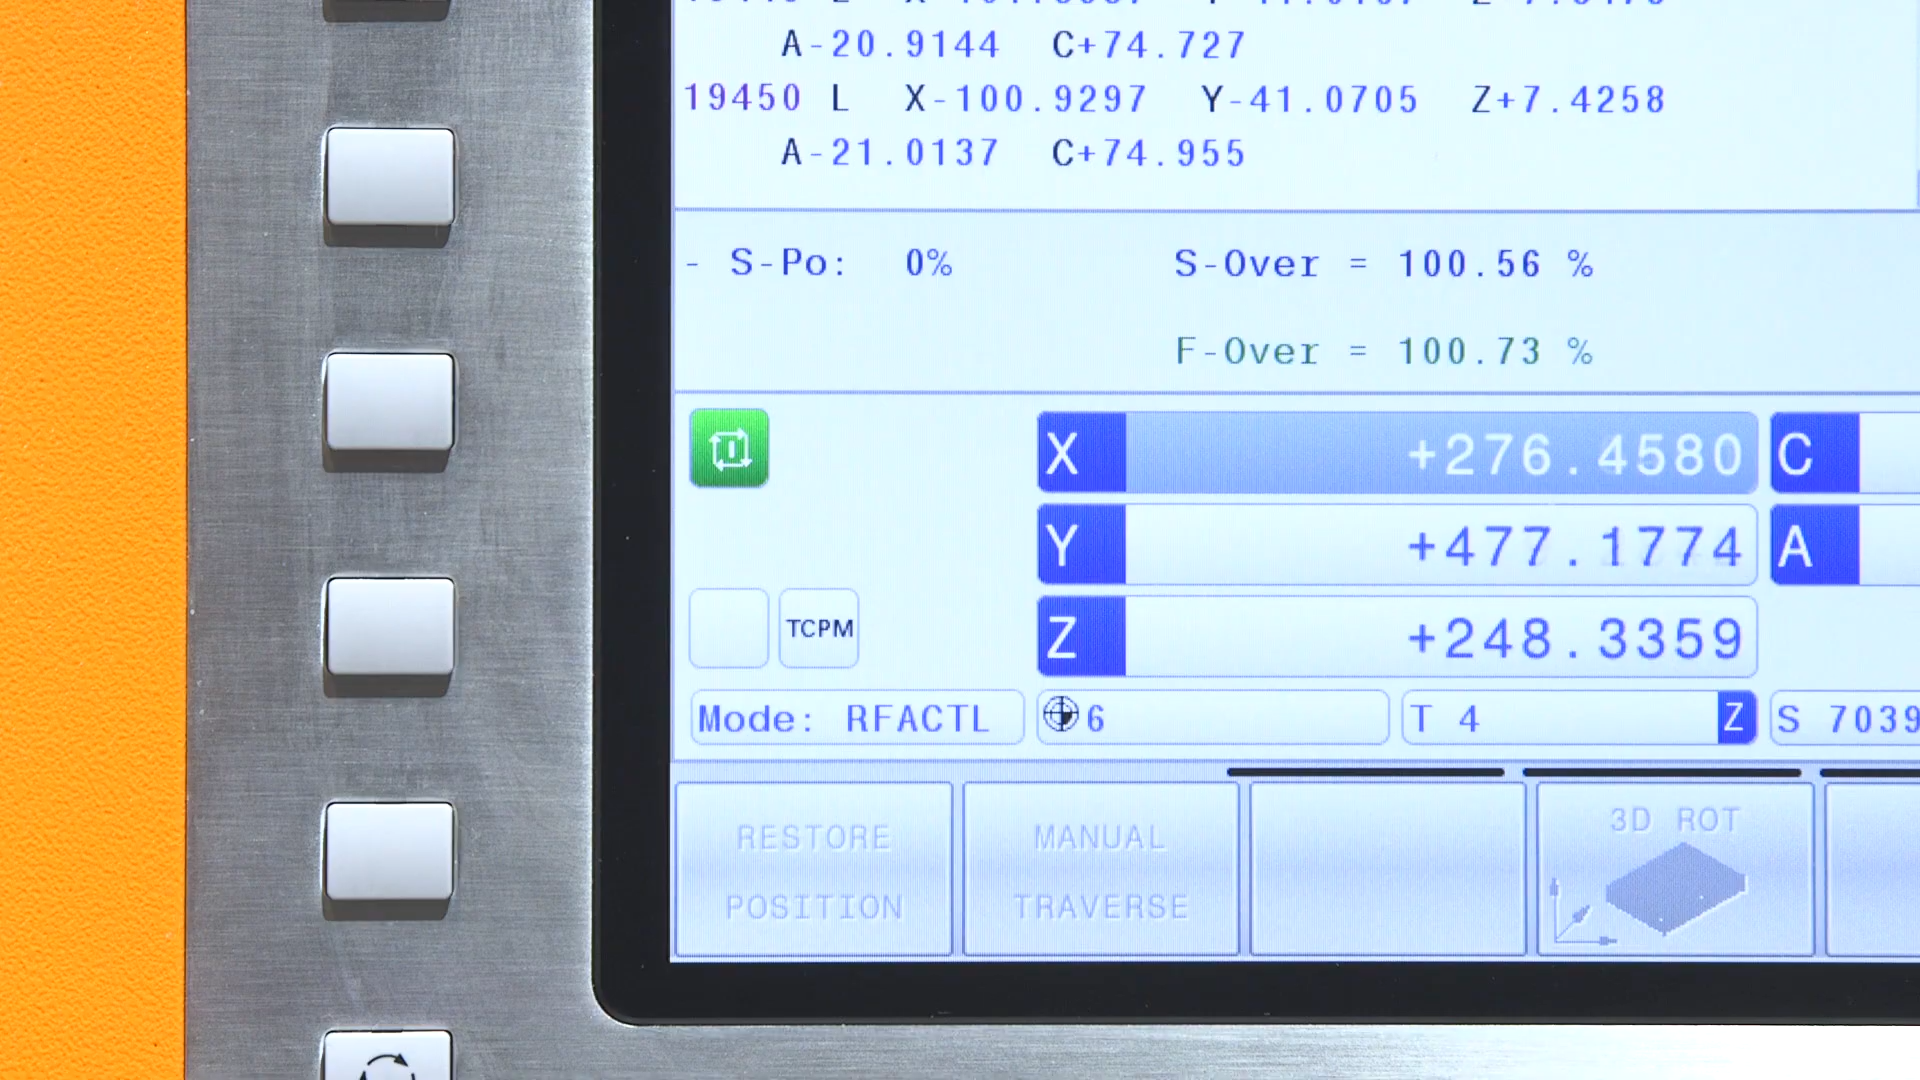 A-20.9144 C+74.727
19450 L X-100.9297 Y-41.0705 Z+7.4258
A-21.0137 C+74.955
- S-Po: 0% S-Over = 100.56 %
F-Over = 100.73 %
X +276.4580 C
Y +477.1774 A
Z +248.3359
TCPM
Mode: RFACTL 6 T 4 Z S 7039
RESTORE POSITION
MANUAL TRAVERSE
3D ROT